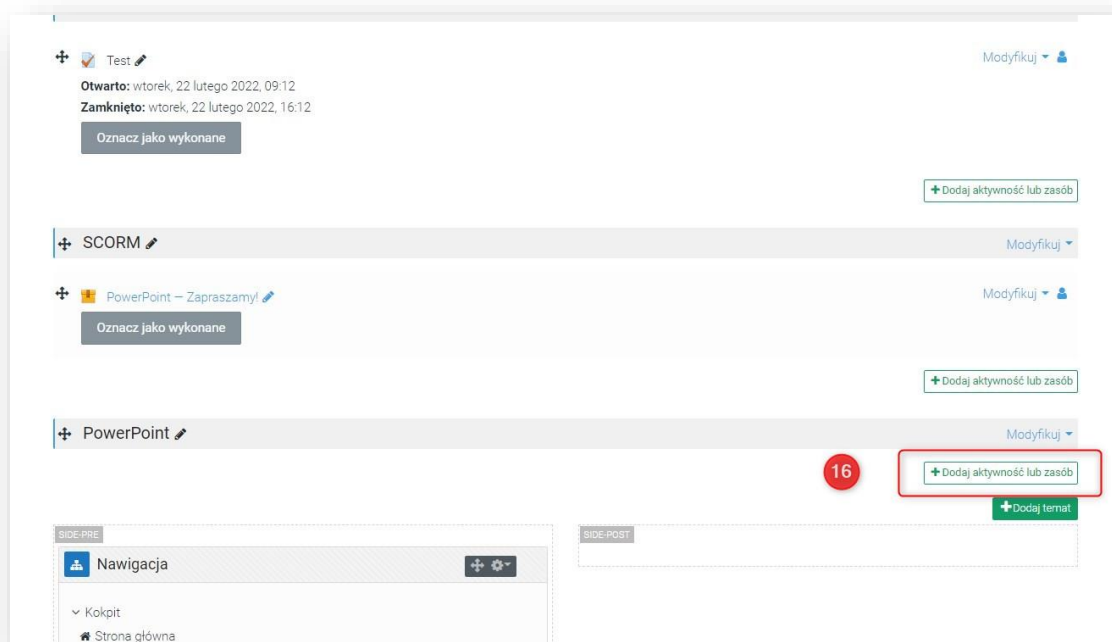 Test
Modyfikuj
Otwarto: wtorek, 22 lutego 2022, 09:12
Zamknięto: wtorek, 22 lutego 2022, 16:12
Oznacz jako wykonane
+ Dodaj aktywność lub zasób
SCORM
Modyfikuj
PowerPoint — Zapraszamy!
Modyfikuj
Oznacz jako wykonane
+ Dodaj aktywność lub zasób
PowerPoint
Modyfikuj
16
+ Dodaj aktywność lub zasób
+ Dodaj temat
SIDE-PRE
SIDE-POST
Nawigacja
Kokpit
Strona główna